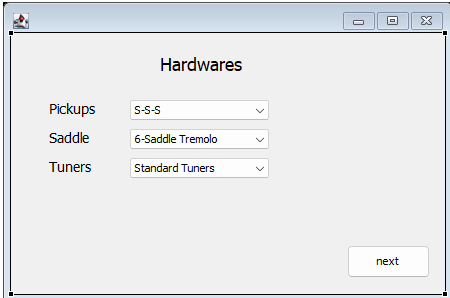 Hardwares
Pickups S-S-S
Saddle 6-Saddle Tremolo
Tuners Standard Tuners
next